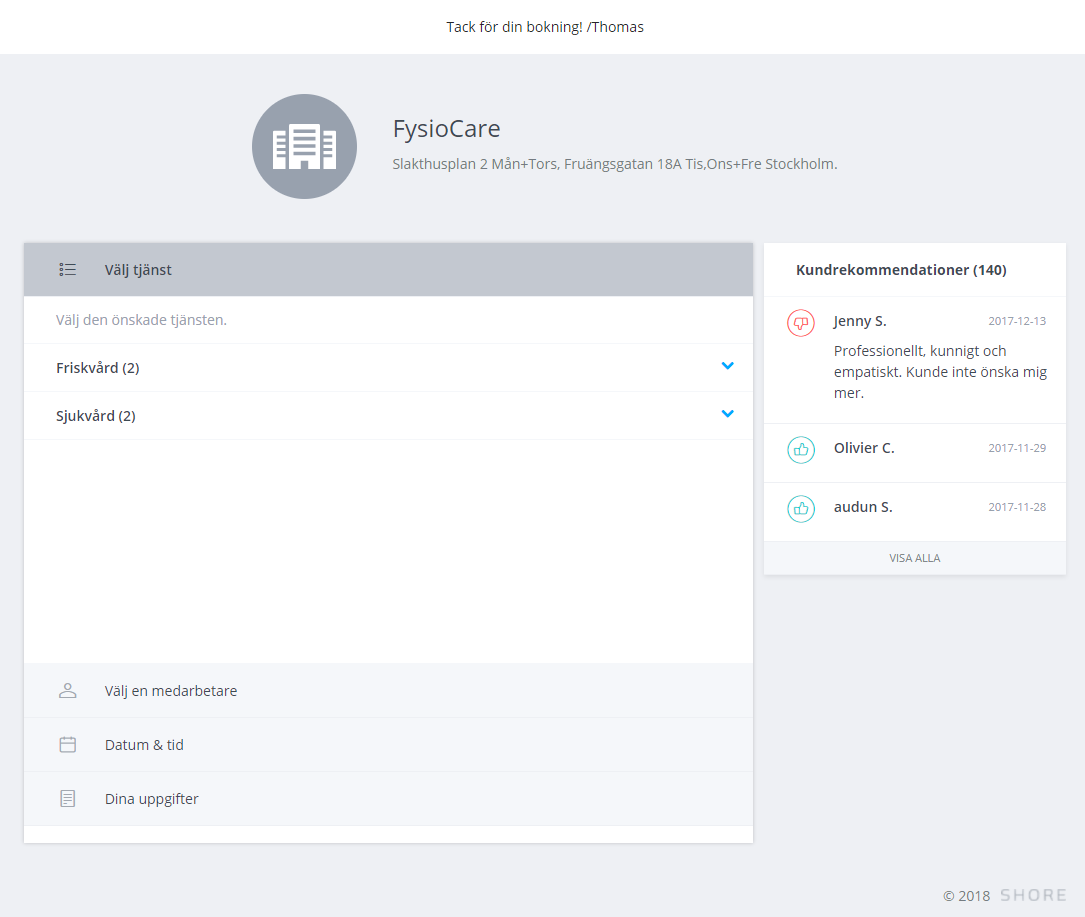 Tack för din bokning! /Thomas
FysioCare
Slakthusplan 2 Mån+Tors, Fruängsgatan 18A Tis,Ons+Fre Stockholm.
Välj tjänst
Välj den önskade tjänsten.
Friskvård (2)
Sjukvård (2)
Välj en medarbetare
Datum & tid
Dina uppgifter
Kundrekommendationer (140)
Jenny S. 2017-12-13
Professionellt, kunnigt och
empatiskt. Kunde inte önska mig
mer.
Olivier C. 2017-11-29
audun S. 2017-11-28
VISA ALLA
© 2018 SHORE